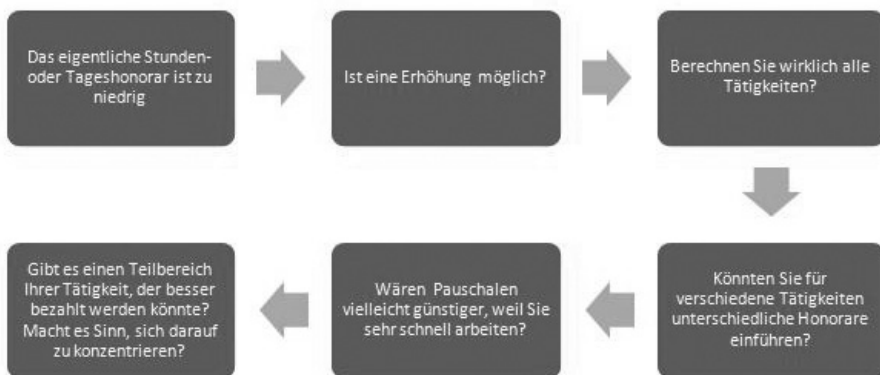 Das eigentliche Stunden-
oder Tageshonorar ist zu
niedrig
Ist eine Erhöhung möglich?
Berechnen Sie wirklich alle
Tätigkeiten?
Könnten Sie für
verschiedene Tätigkeiten
unterschiedliche Honorare
einführen?
Wären Pauschalen
vielleicht günstiger, weil Sie
sehr schnell arbeiten?
Gibt es einen Teilbereich
Ihrer Tätigkeit, der besser
bezahlt werden könnte?
Macht es Sinn, sich darauf
zu konzentrieren?